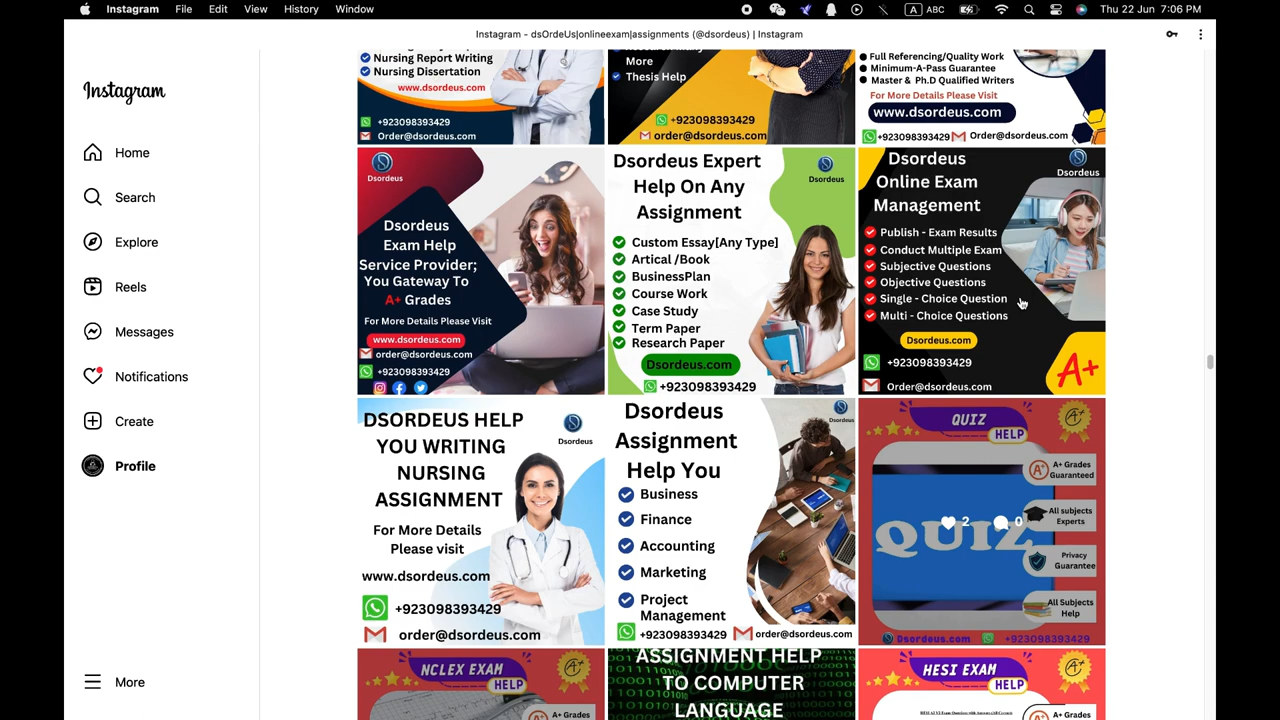 Instagram File Edit View History Window
A ABC Thu 22 Jun 7:06 PM
Instagram - dsOrdeUs|onlineexam|assignments (@dsordeus) | Instagram
Instagram
Home
Search
Explore
Reels
Messages
Notifications
Create
Profile
More
Nursing Report Writing
Nursing Dissertation
www.dsordeus.com
+923098393429
Order@dsordeus.com
More
Thesis Help
+923098393429
order@dsordeus.com
Full Referencing/Quality Work
Minimum-A-Pass Guarantee
Master & Ph.D Qualified Writers
For More Details Please Visit
www.dsordeus.com
+923098393429 Order@dsordeus.com
Dsordeus
Dsordeus
Exam Help
Service Provider;
You Gateway To
A+ Grades
For More Details Please Visit
www.dsordeus.com
order@dsordeus.com
+923098393429
Dsordeus Expert
Help On Any
Assignment
Dsordeus
Custom Essay[Any Type]
Artical /Book
BusinessPlan
Course Work
Case Study
Term Paper
Research Paper
Dsordeus.com
+923098393429
Dsordeus
Online Exam
Management
Dsordeus
Publish - Exam Results
Conduct Multiple Exam
Subjective Questions
Objective Questions
Single - Choice Question
Multi - Choice Questions
Dsordeus.com
+923098393429
Order@dsordeus.com
A+
DSORDEUS HELP
YOU WRITING
NURSING
ASSIGNMENT
Dsordeus
For More Details
Please visit
www.dsordeus.com
+923098393429
order@dsordeus.com
Dsordeus
Assignment
Help You
Dsordeus
Business
Finance
Accounting
Marketing
Project
Management
+923098393429 order@dsordeus.com
QUIZ
HELP
A+
A+ Grades
Guaranteed
All subjects
Experts
2 0
QUIZ
Privacy
Guarantee
All Subjects
Help
Dsordeus.com +923098393429
NCLEX EXAM
HELP
A+
A+ Grades
ASSIGNMENT HELP
TO COMPUTER
LANGUAGE
HESI EXAM
HELP
A+
A+ Grades